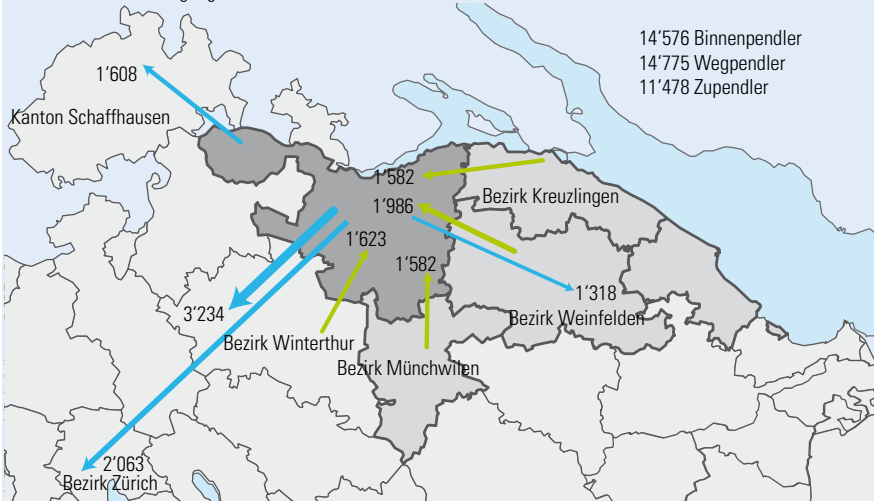 14‘576 Binnenpendler
14‘775 Wegpendler
11‘478 Zupendler
1‘608
Kanton Schaffhausen
1‘582
Bezirk Kreuzlingen
1‘986
1‘623
1‘582
1‘318
3‘234
Bezirk Weinfelden
Bezirk Winterthur
Bezirk Münchwilen
2‘063
Bezirk Zürich